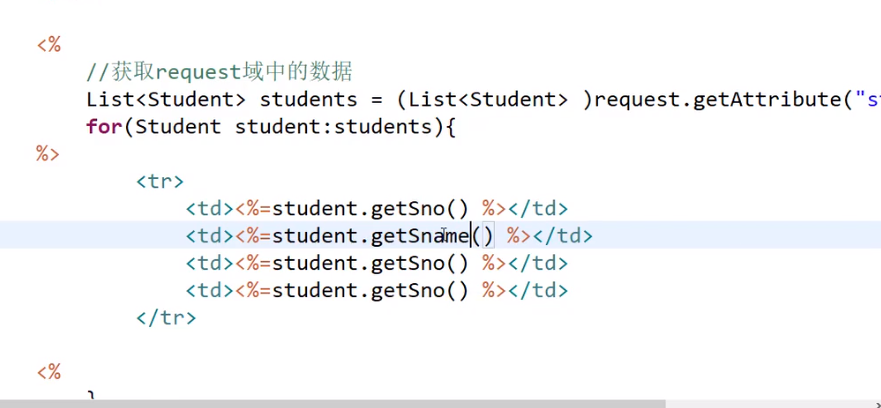 <%
//获取request域中的数据
List<Student> students = (List<Student> )request.getAttribute("s
for(Student student:students){
%>
<tr>
<td><%=student.getSno() %></td>
<td><%=student.getSname() %></td>
<td><%=student.getSno() %></td>
<td><%=student.getSno() %></td>
</tr>
<%
}